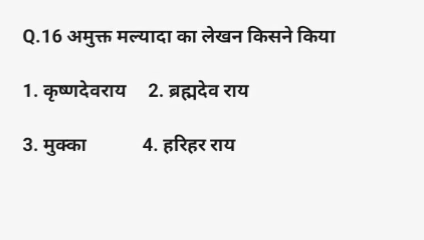 Q.16 अमुक्त मल्यादा का लेखन किसने किया
1. कृष्णदेवराय 2. ब्रह्मदेव राय
3. मुक्का 4. हरिहर राय